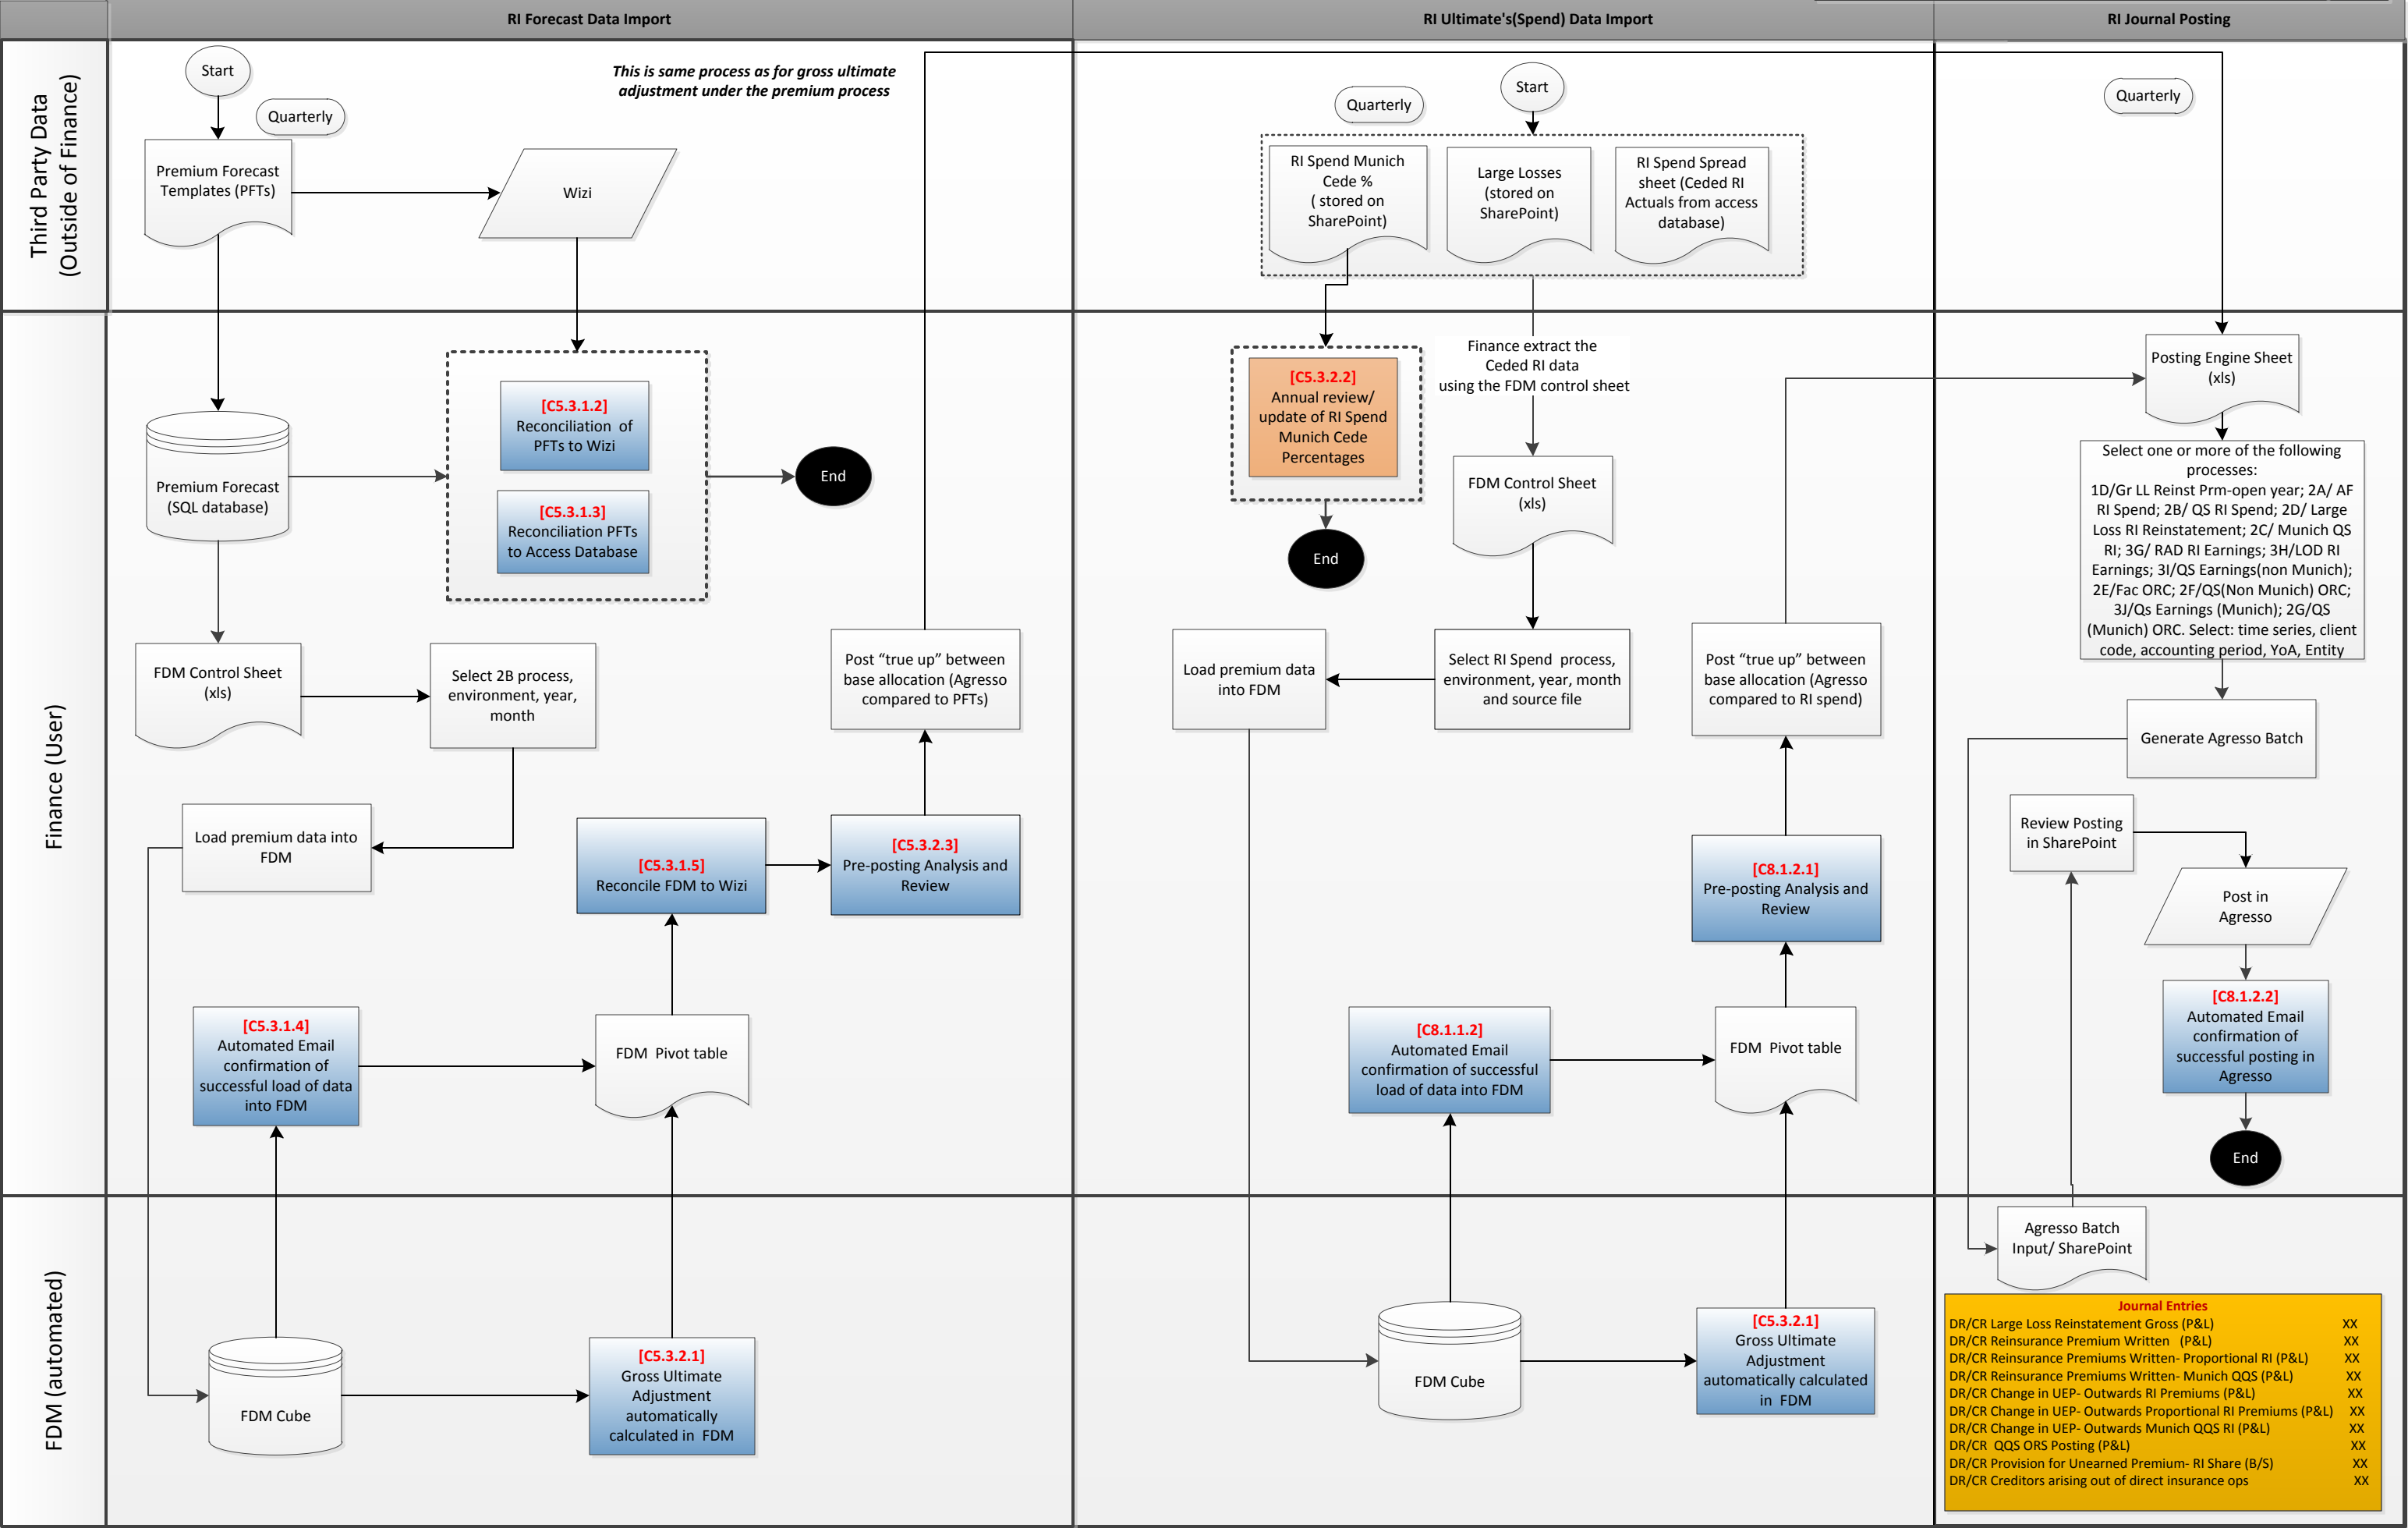 RI Forecast Data Import
RI Ultimate's(Spend) Data Import
RI Journal Posting
Third Party Data
(Outside of Finance)
Start
Quarterly
Premium Forecast
Templates (PFTs)
Wizi
This is same process as for gross ultimate
adjustment under the premium process
Quarterly
Start
RI Spend Munich
Cede %
( stored on
SharePoint)
Large Losses
(stored on
SharePoint)
RI Spend Spread
sheet (Ceded RI
Actuals from access
database)
Quarterly
Finance (User)
Premium Forecast
(SQL database)
[C5.3.1.2]
Reconciliation of
PFTs to Wizi
[C5.3.1.3]
Reconciliation PFTs
to Access Database
End
FDM Control Sheet
(xls)
Select 2B process,
environment, year,
month
Load premium data into
FDM
[C5.3.1.5]
Reconcile FDM to Wizi
[C5.3.2.3]
Pre-posting Analysis and
Review
Post “true up” between
base allocation (Agresso
compared to PFTs)
[C5.3.1.4]
Automated Email
confirmation of
successful load of data
into FDM
FDM Pivot table
[C5.3.2.2]
Annual review/
update of RI Spend
Munich Cede
Percentages
End
Finance extract the
Ceded RI data
using the FDM control sheet
FDM Control Sheet
(xls)
Load premium data
into FDM
Select RI Spend process,
environment, year, month
and source file
Post “true up” between
base allocation (Agresso
compared to RI spend)
[C8.1.2.1]
Pre-posting Analysis and
Review
[C8.1.1.2]
Automated Email
confirmation of successful
load of data into FDM
FDM Pivot table
Posting Engine Sheet
(xls)
Select one or more of the following
processes:
1D/Gr LL Reinst Prm-open year; 2A/ AF
RI Spend; 2B/ QS RI Spend; 2D/ Large
Loss RI Reinstatement; 2C/ Munich QS
RI; 3G/ RAD RI Earnings; 3H/LOD RI
Earnings; 3I/QS Earnings(non Munich);
2E/Fac ORC; 2F/QS(Non Munich) ORC;
3J/Qs Earnings (Munich); 2G/QS
(Munich) ORC. Select: time series, client
code, accounting period, YoA, Entity
Generate Agresso Batch
Review Posting
in SharePoint
Post in
Agresso
[C8.1.2.2]
Automated Email
confirmation of
successful posting in
Agresso
End
FDM (automated)
FDM Cube
[C5.3.2.1]
Gross Ultimate
Adjustment
automatically
calculated in FDM
FDM Cube
[C5.3.2.1]
Gross Ultimate
Adjustment
automatically calculated
in FDM
Agresso Batch
Input/ SharePoint
Journal Entries
DR/CR Large Loss Reinstatement Gross (P&L) XX
DR/CR Reinsurance Premium Written (P&L) XX
DR/CR Reinsurance Premiums Written- Proportional RI (P&L) XX
DR/CR Reinsurance Premiums Written- Munich QQS (P&L) XX
DR/CR Change in UEP- Outwards RI Premiums (P&L) XX
DR/CR Change in UEP- Outwards Proportional RI Premiums (P&L) XX
DR/CR Change in UEP- Outwards Munich QQS RI (P&L) XX
DR/CR QQS ORS Posting (P&L) XX
DR/CR Provision for Unearned Premium- RI Share (B/S) XX
DR/CR Creditors arising out of direct insurance ops XX